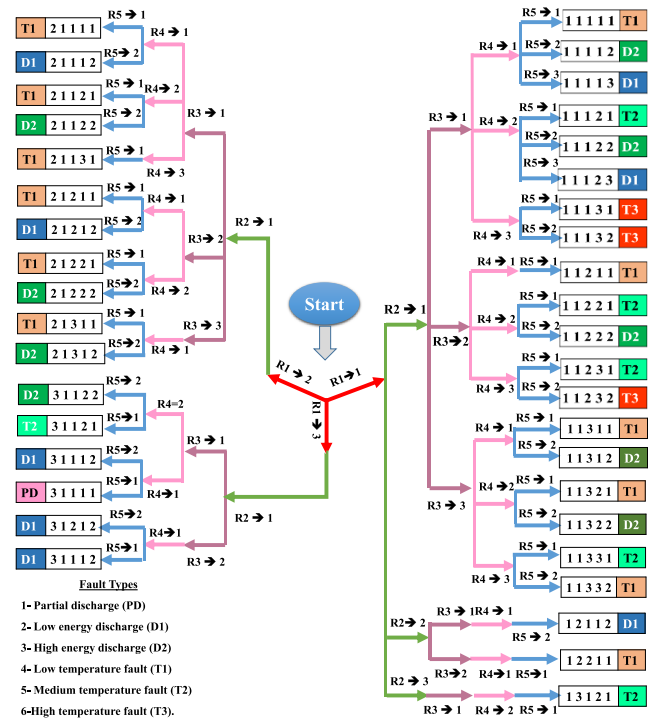 R5➔1
T1 2 1 1 1 1
R4➔1
R5➔2
D1 2 1 1 1 2
R5➔1
T1 2 1 1 2 1
R4➔2
R5➔2
D2 2 1 1 2 2
R3➔1
R5➔1
T1 2 1 1 3 1
R4➔3
R5➔1
T1 2 1 2 1 1
R4➔1
R5➔2
D1 2 1 2 1 2
R2➔1
R3➔2
R5➔1
T1 2 1 2 2 1
R5➔2
D2 2 1 2 2 2
R4➔2
R5➔1
T1 2 1 3 1 1
R3➔3
R5➔2
R4➔1
D2 2 1 3 1 2
R5➔2
D2 3 1 1 2 2
R4=2
R5➔1
T2 3 1 1 2 1
R3➔1
R5➔2
D1 3 1 1 1 2
R5➔1
R4➔1
PD 3 1 1 1 1
R5➔2
D1 3 1 2 1 2
R4➔1
R2➔1
R5➔1
D1 3 1 1 1 2
R3➔2
Start
R1➔2
R1➔1
R1➔3
R5➔1
1 1 1 1 1 T1
R4➔1
R5➔2
1 1 1 1 2 D2
R5➔3
1 1 1 1 3 D1
R3➔1
R5➔1
1 1 1 2 1 T2
R4➔2
R5➔2
1 1 1 2 2 D2
R5➔3
1 1 1 2 3 D1
R5➔1
1 1 1 3 1 T3
R4➔3
R5➔2
1 1 1 3 2 T3
R4➔1
R5➔1
1 1 2 1 1 T1
R2➔1
R5➔1
1 1 2 2 1 T2
R4➔2
R5➔2
1 1 2 2 2 D2
R3➔2
R5➔1
1 1 2 3 1 T2
R4➔3
R5➔2
1 1 2 3 2 T3
R5➔1
1 1 3 1 1 T1
R4➔1
R5➔2
1 1 3 1 2 D2
R3➔3
R4➔2
R5➔1
1 1 3 2 1 T1
R5➔2
1 1 3 2 2 D2
R5➔1
1 1 3 3 1 T2
R4➔3
R5➔2
1 1 3 3 2 T1
R2➔2
R3➔1
R4➔1
R5➔2
1 2 1 1 2 D1
R3➔2
R4➔1
R5➔1
1 2 2 1 1 T1
R2➔3
R3➔1
R4➔2
R5➔1
1 3 1 2 1 T2
Fault Types
1- Partial discharge (PD)
2- Low energy discharge (D1)
3- High energy discharge (D2)
4- Low temperature fault (T1)
5- Medium temperature fault (T2)
6-High temperature fault (T3).